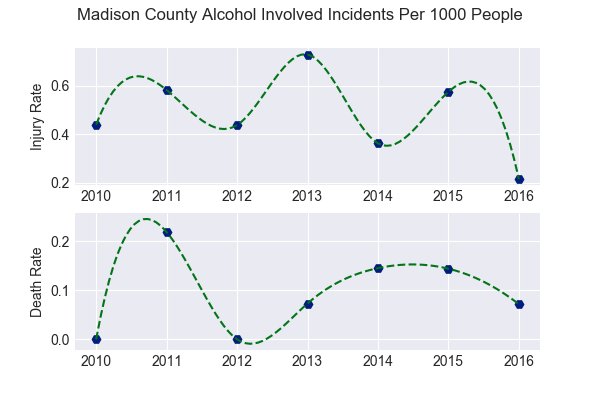 Madison County Alcohol Involved Incidents Per 1000 People
Injury Rate
0.6
0.4
0.2
2010 2011 2012 2013 2014 2015 2016
Death Rate
0.2
0.1
0.0
2010 2011 2012 2013 2014 2015 2016